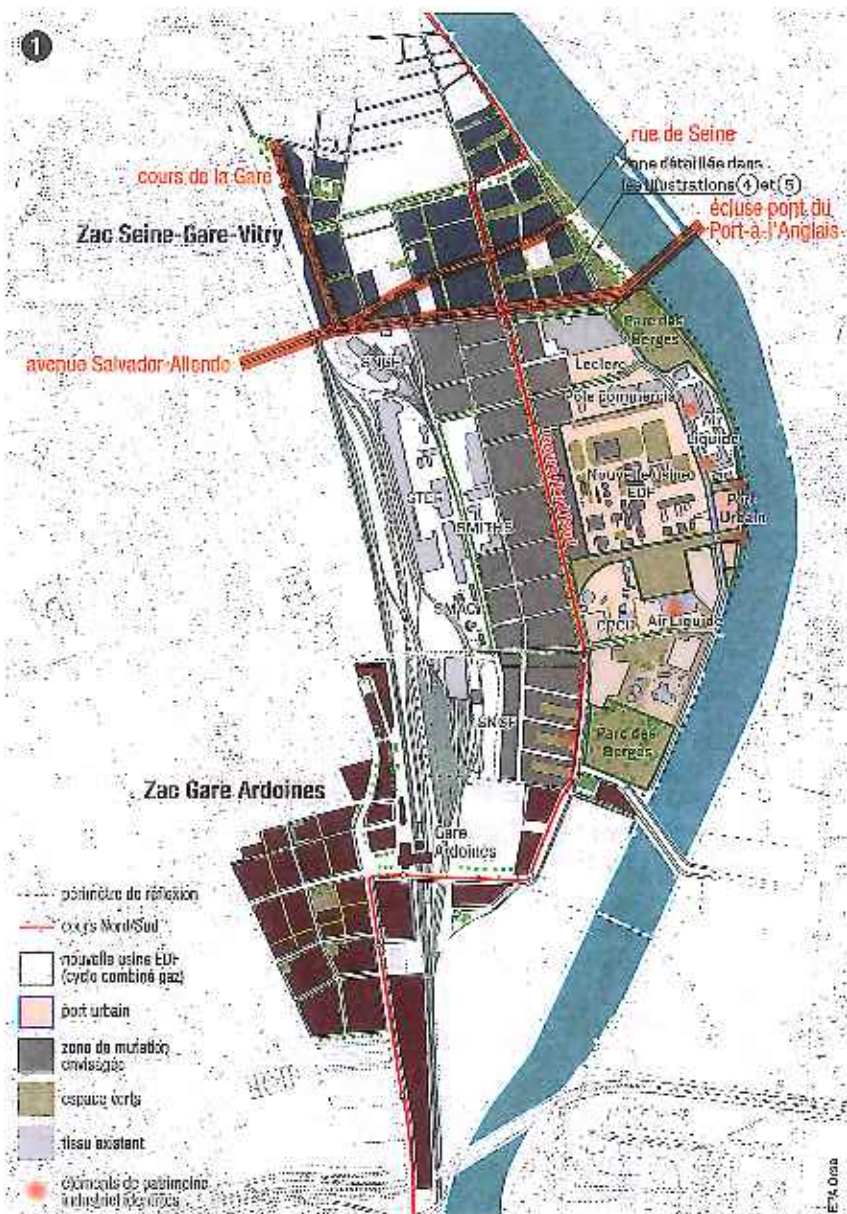 1
rue de Seine
zone détaillée dans
les illustrations 4 et 5
cours de la Gare
écluse pont du
Port-à-l'Anglais
Zac Seine-Gare-Vitry
Parc des
Berges
avenue Salvador-Allende
SNCF
Leclerc
Pôle commercial
Air
Liquide
Nouvelle usine
EDF
STEF
Port
Urbain
SMITHE
SMAC
CPCU
Air Liquide
SNCF
Parc des
Berges
Zac Gare Ardoines
Gare
Ardoines
périmètre de réflexion
cours Nord/Sud
nouvelle usine EDF
(cycle combiné gaz)
port urbain
zone de mutation
envisagée
espace verts
tissu existant
éléments de patrimoine
industriel identifiés
EPA Orsa